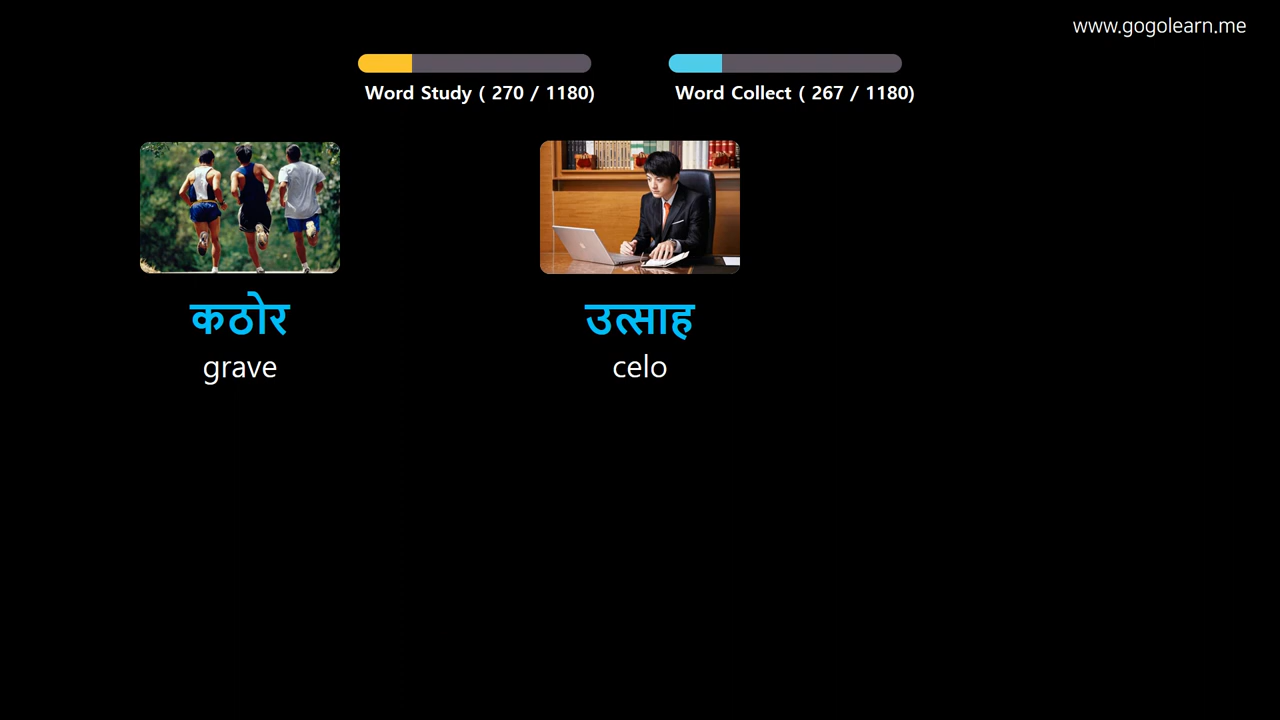 www.gogolearn.me
Word Study ( 270 / 1180)
Word Collect ( 267 / 1180)
कठोर
grave
उत्साह
celo